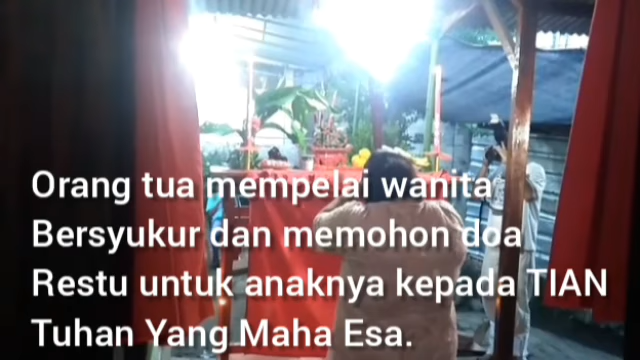 Orang tua mempelai wanita
Bersyukur dan memohon doa
Restu untuk anaknya kepada TIAN
Tuhan Yang Maha Esa.